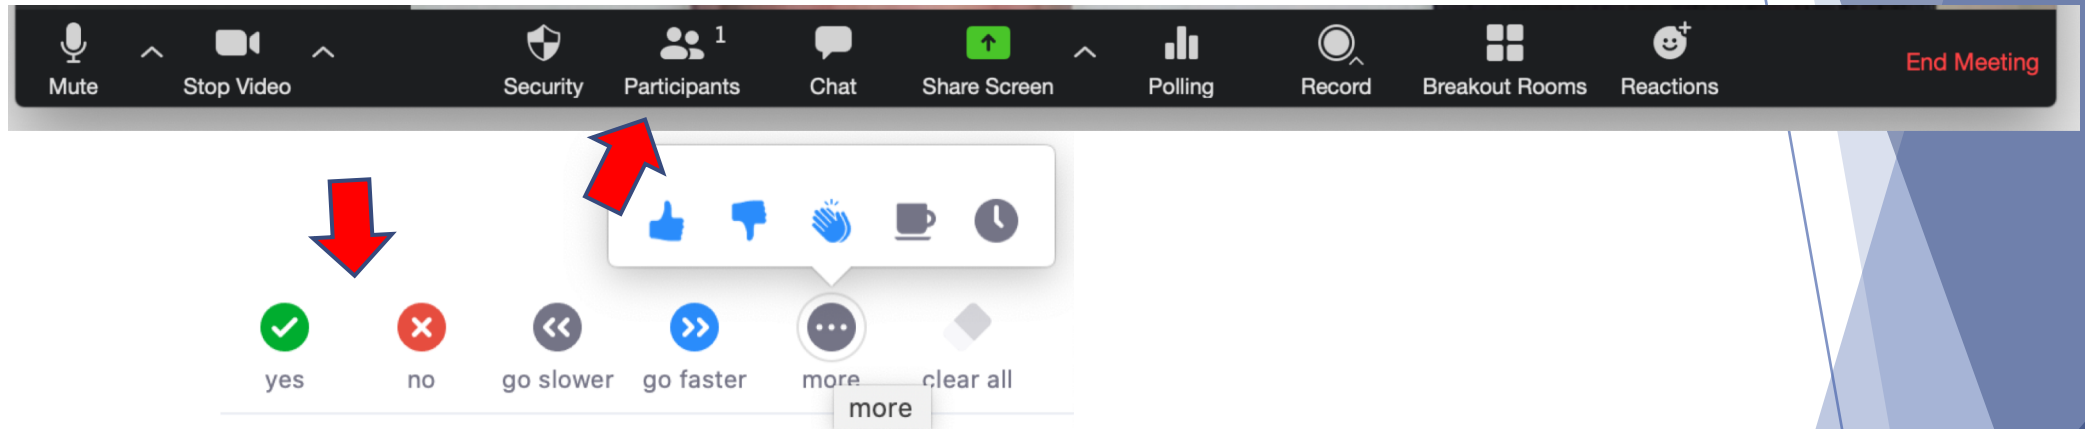 1
Mute Stop Video Security Participants Chat Share Screen Polling Record Breakout Rooms Reactions End Meeting
yes no go slower go faster more clear all
more